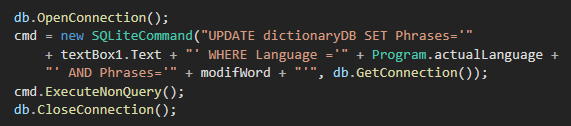 db.OpenConnection();
cmd = new SQLiteCommand("UPDATE dictionaryDB SET Phrases='"
+ textBox1.Text + "' WHERE Language ='" + Program.actualLanguage +
"' AND Phrases='" + modifWord + "'", db.GetConnection());
cmd.ExecuteNonQuery();
db.CloseConnection();